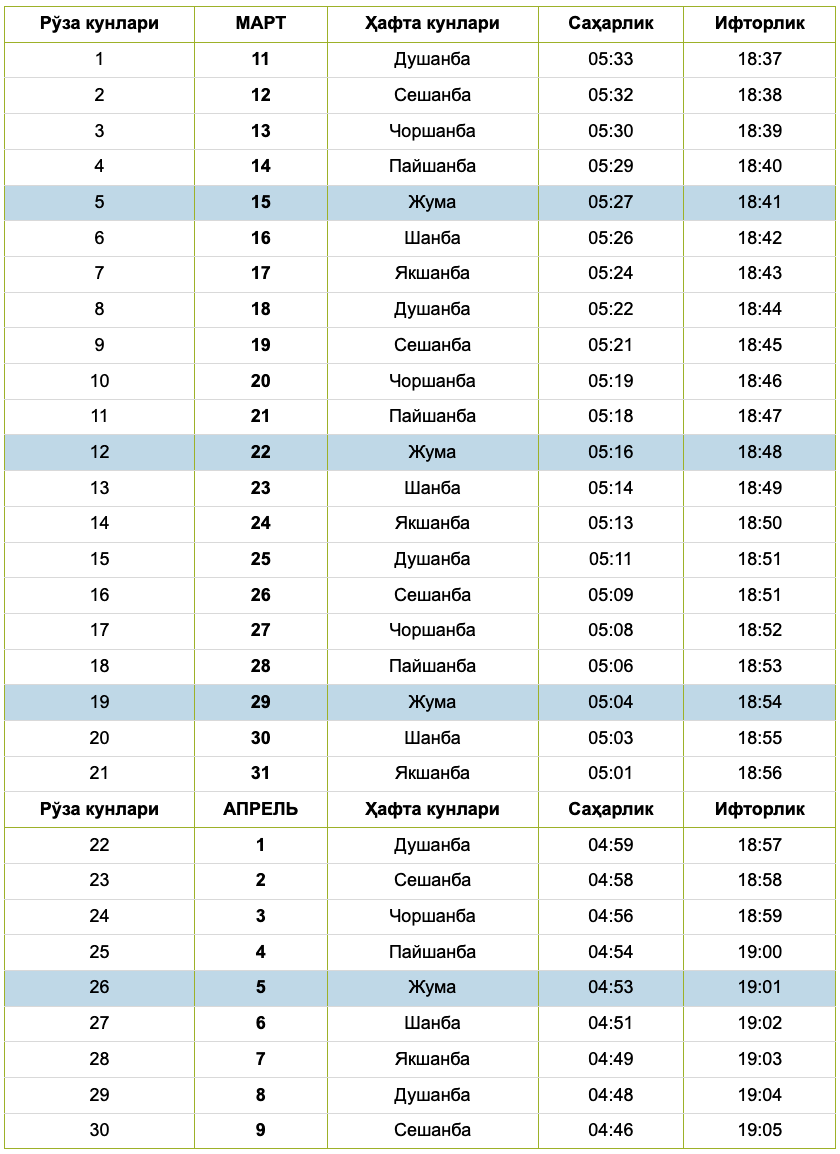 Рўза кунлари МАРТ Ҳафта кунлари Саҳарлик Ифторлик
1 11 Душанба 05:33 18:37
2 12 Сешанба 05:32 18:38
3 13 Чоршанба 05:30 18:39
4 14 Пайшанба 05:29 18:40
5 15 Жума 05:27 18:41
6 16 Шанба 05:26 18:42
7 17 Якшанба 05:24 18:43
8 18 Душанба 05:22 18:44
9 19 Сешанба 05:21 18:45
10 20 Чоршанба 05:19 18:46
11 21 Пайшанба 05:18 18:47
12 22 Жума 05:16 18:48
13 23 Шанба 05:14 18:49
14 24 Якшанба 05:13 18:50
15 25 Душанба 05:11 18:51
16 26 Сешанба 05:09 18:51
17 27 Чоршанба 05:08 18:52
18 28 Пайшанба 05:06 18:53
19 29 Жума 05:04 18:54
20 30 Шанба 05:03 18:55
21 31 Якшанба 05:01 18:56
Рўза кунлари АПРЕЛЬ Ҳафта кунлари Саҳарлик Ифторлик
22 1 Душанба 04:59 18:57
23 2 Сешанба 04:58 18:58
24 3 Чоршанба 04:56 18:59
25 4 Пайшанба 04:54 19:00
26 5 Жума 04:53 19:01
27 6 Шанба 04:51 19:02
28 7 Якшанба 04:49 19:03
29 8 Душанба 04:48 19:04
30 9 Сешанба 04:46 19:05